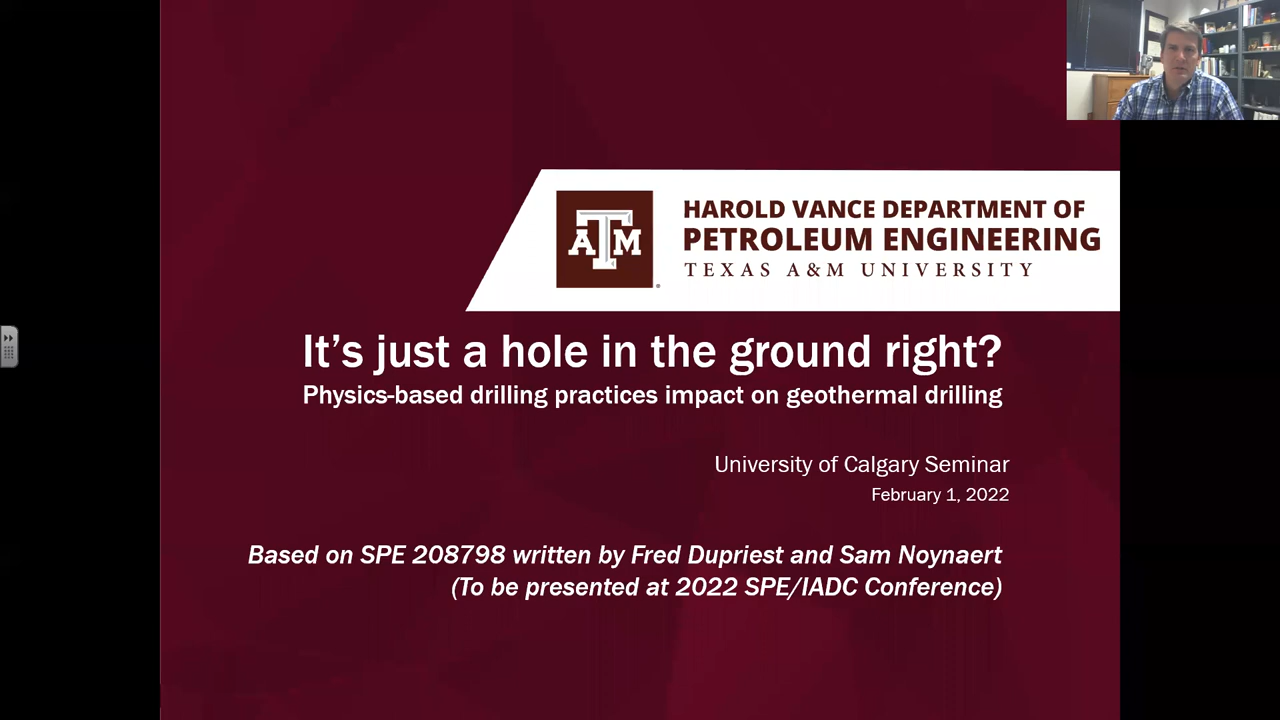 HAROLD VANCE DEPARTMENT OF
PETROLEUM ENGINEERING
TEXAS A&M UNIVERSITY
ATM
It's just a hole in the ground right?
Physics-based drilling practices impact on geothermal drilling
University of Calgary Seminar
February 1, 2022
Based on SPE 208798 written by Fred Dupriest and Sam Noynaert
(To be presented at 2022 SPE/IADC Conference)